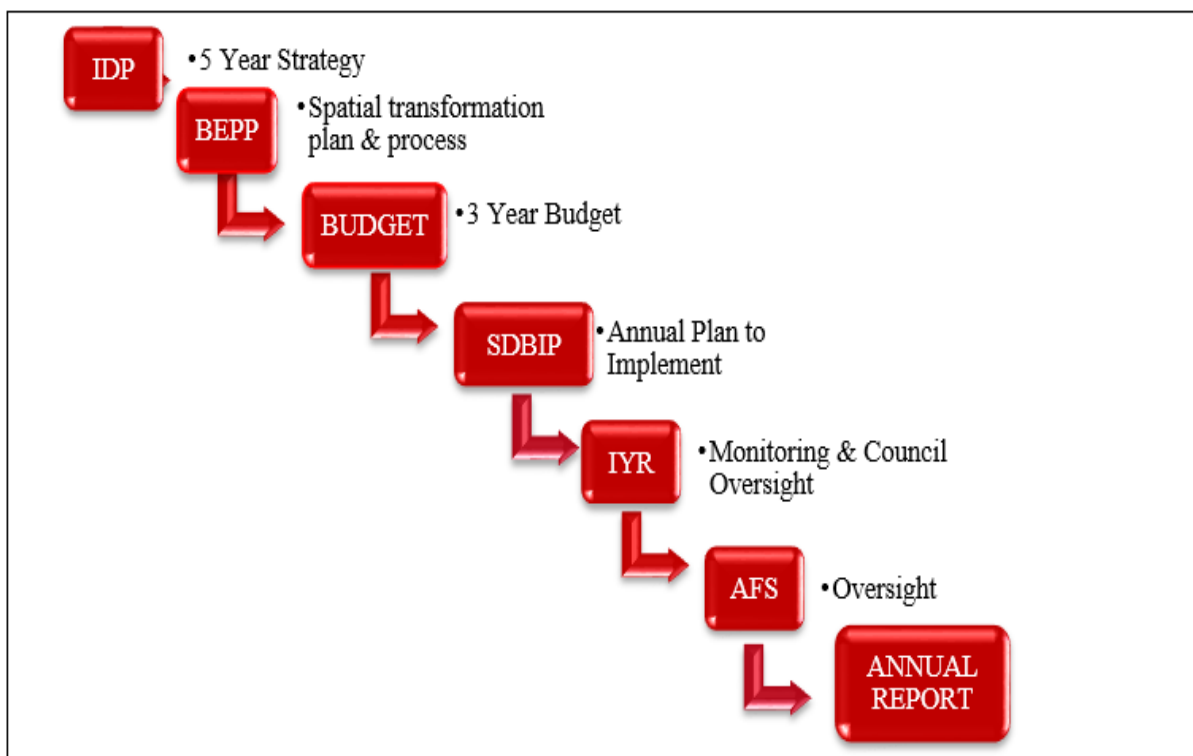 IDP
•5 Year Strategy
BEPP
•Spatial transformation
plan & process
BUDGET
•3 Year Budget
SDBIP
•Annual Plan to
Implement
IYR
•Monitoring & Council
Oversight
AFS
•Oversight
ANNUAL
REPORT